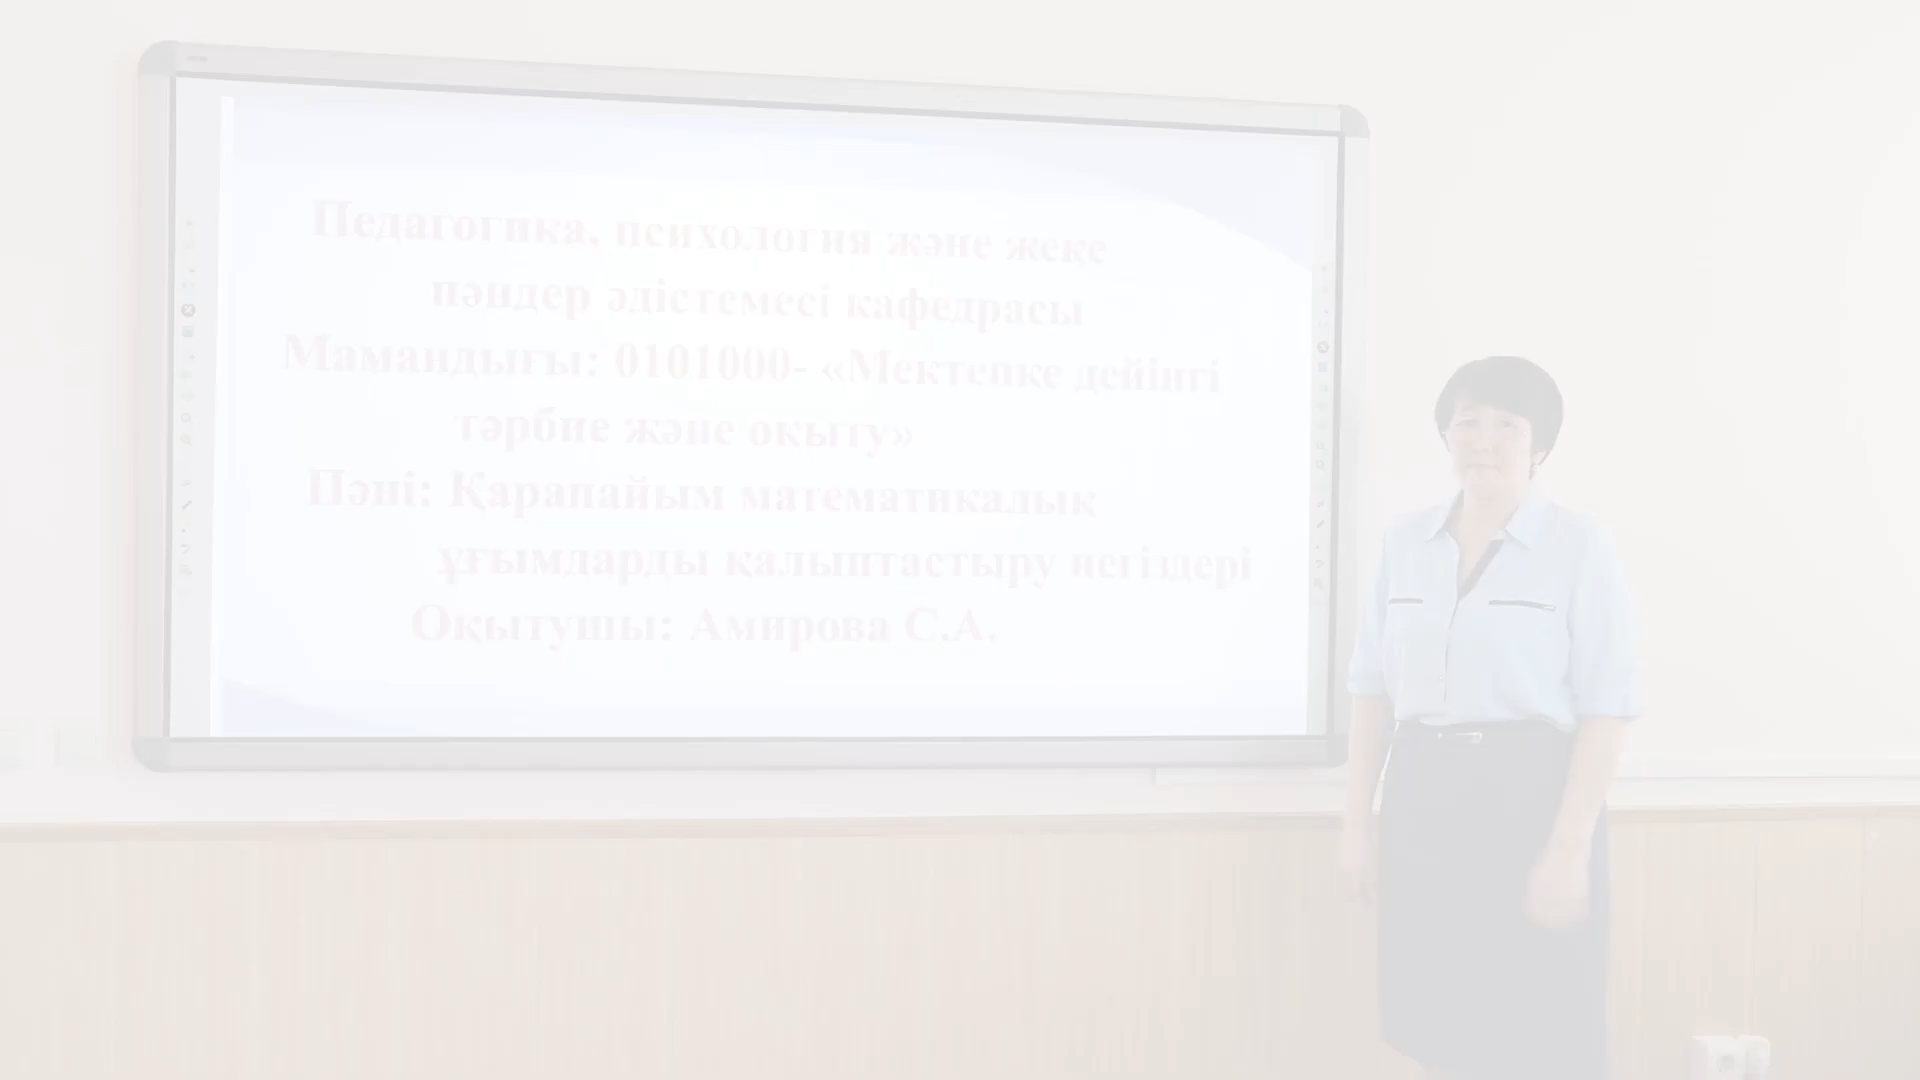 Педагогика, психология және жеке
пәндер әдістемесі кафедрасы
Мамандығы: 0101000- «Мектепке дейінгі
тәрбие және оқыту»
Пәні: Қарапайым математикалық
ұғымдарды қалыптастыру негіздері
Оқытушы: Амирова С.А.